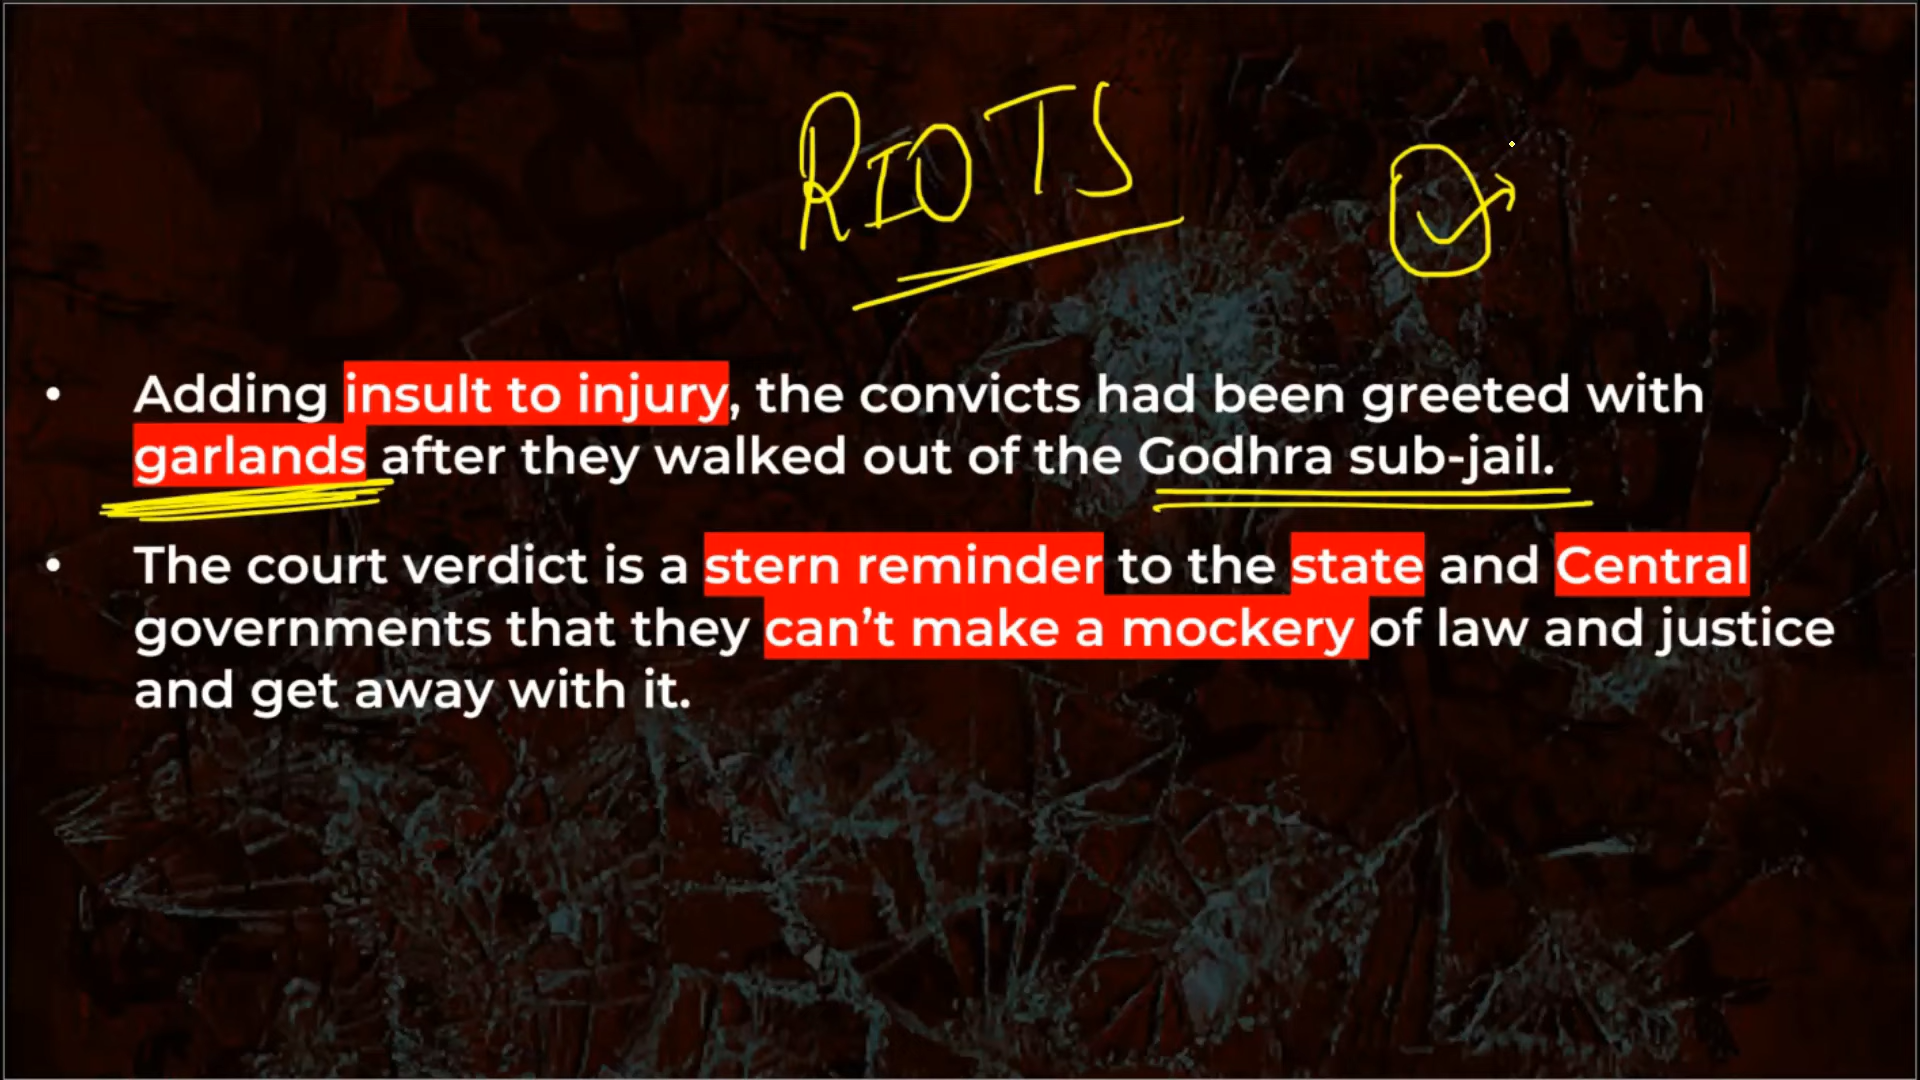 RIOTS
• Adding insult to injury, the convicts had been greeted with
garlands after they walked out of the Godhra sub-jail.
• The court verdict is a stern reminder to the state and Central
governments that they can’t make a mockery of law and justice
and get away with it.